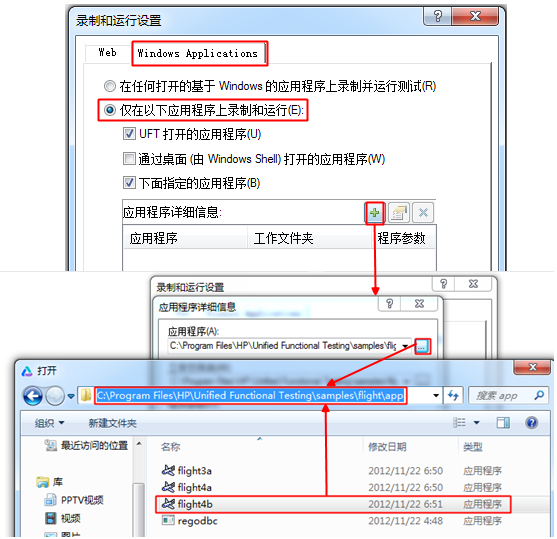 录制和运行设置
Web
Windows Applications
在任何打开的基于 Windows 的应用程序上录制并运行测试(R)
仅在以下应用程序上录制和运行(E):
UFT 打开的应用程序(U)
通过桌面 (由 Windows Shell) 打开的应用程序(W)
下面指定的应用程序(B)
应用程序详细信息:
应用程序 工作文件夹 程序参数
录制和运行设置
应用程序详细信息
应用程序(A):
C:\Program Files\HP\Unified Functional Testing\samples\flig
...
打开
C:\Program Files\HP\Unified Functional Testing\samples\flight\app
搜索 app
组织 新建文件夹
最近访问的位置
名称 修改日期 类型
flight3a 2012/11/22 6:50 应用程序
库
flight4a 2012/11/22 6:50 应用程序
PPTV视频
flight4b 2012/11/22 6:51 应用程序
视频
regodbc 2012/11/22 4:48 应用程序
图片